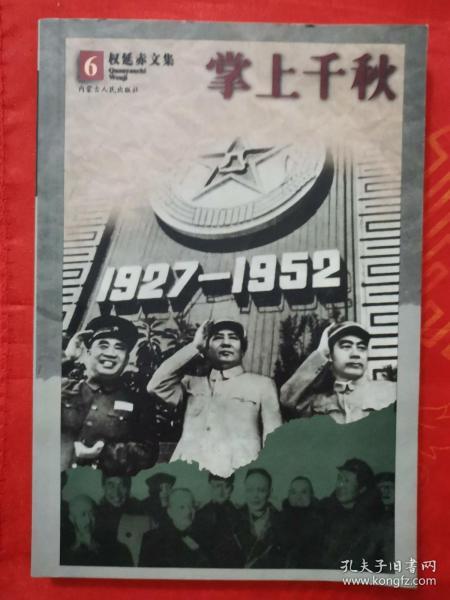 6 权延赤文集
Quanyanchi
Wenji
内蒙古人民出版社
掌上千秋
1927—1952
孔夫子旧书网
www.kongfz.com